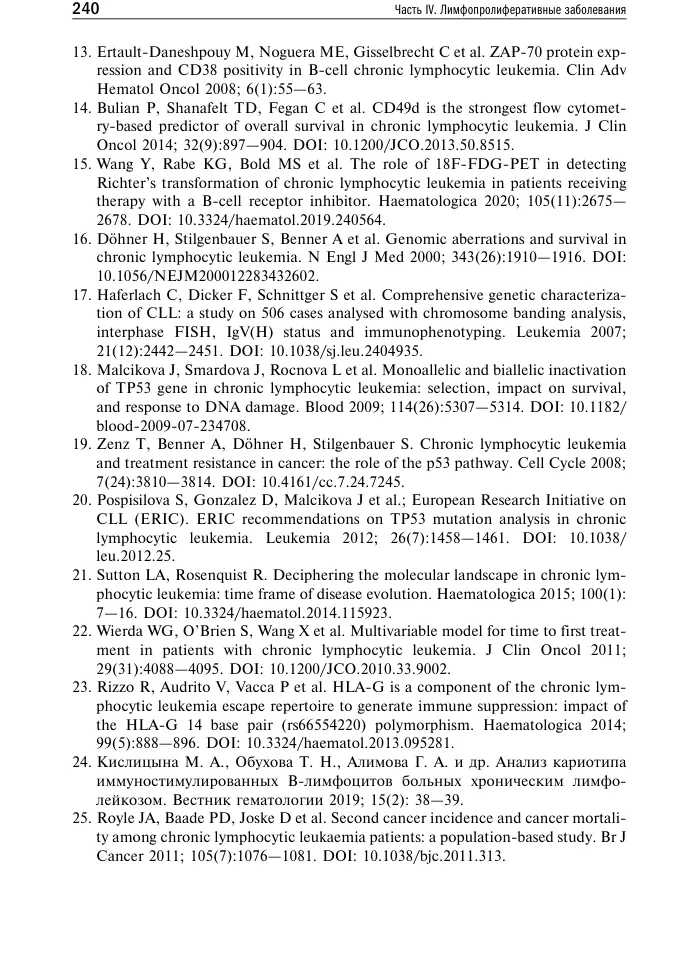 240
Часть IV. Лимфопролиферативные заболевания
13. Ertault-Daneshpouy M, Noguera ME, Gisselbrecht C et al. ZAP-70 protein exp-
ression and CD38 positivity in B-cell chronic lymphocytic leukemia. Clin Adv
Hematol Oncol 2008; 6(1):55—63.
14. Bulian P, Shanafelt TD, Fegan C et al. CD49d is the strongest flow cytomet-
ry-based predictor of overall survival in chronic lymphocytic leukemia. J Clin
Oncol 2014; 32(9):897—904. DOI: 10.1200/JCO.2013.50.8515.
15. Wang Y, Rabe KG, Bold MS et al. The role of 18F-FDG-PET in detecting
Richter’s transformation of chronic lymphocytic leukemia in patients receiving
therapy with a B-cell receptor inhibitor. Haematologica 2020; 105(11):2675—
2678. DOI: 10.3324/haematol.2019.240564.
16. Döhner H, Stilgenbauer S, Benner A et al. Genomic aberrations and survival in
chronic lymphocytic leukemia. N Engl J Med 2000; 343(26):1910—1916. DOI:
10.1056/NEJM200012283432602.
17. Haferlach C, Dicker F, Schnittger S et al. Comprehensive genetic characteriza-
tion of CLL: a study on 506 cases analysed with chromosome banding analysis,
interphase FISH, IgV(H) status and immunophenotyping. Leukemia 2007;
21(12):2442—2451. DOI: 10.1038/sj.leu.2404935.
18. Malcikova J, Smardova J, Rocnova L et al. Monoallelic and biallelic inactivation
of TP53 gene in chronic lymphocytic leukemia: selection, impact on survival,
and response to DNA damage. Blood 2009; 114(26):5307—5314. DOI: 10.1182/
blood-2009-07-234708.
19. Zenz T, Benner A, Döhner H, Stilgenbauer S. Chronic lymphocytic leukemia
and treatment resistance in cancer: the role of the p53 pathway. Cell Cycle 2008;
7(24):3810—3814. DOI: 10.4161/cc.7.24.7245.
20. Pospisilova S, Gonzalez D, Malcikova J et al.; European Research Initiative on
CLL (ERIC). ERIC recommendations on TP53 mutation analysis in chronic
lymphocytic leukemia. Leukemia 2012; 26(7):1458—1461. DOI: 10.1038/
leu.2012.25.
21. Sutton LA, Rosenquist R. Deciphering the molecular landscape in chronic lym-
phocytic leukemia: time frame of disease evolution. Haematologica 2015; 100(1):
7—16. DOI: 10.3324/haematol.2014.115923.
22. Wierda WG, O’Brien S, Wang X et al. Multivariable model for time to first treat-
ment in patients with chronic lymphocytic leukemia. J Clin Oncol 2011;
29(31):4088—4095. DOI: 10.1200/JCO.2010.33.9002.
23. Rizzo R, Audrito V, Vacca P et al. HLA-G is a component of the chronic lym-
phocytic leukemia escape repertoire to generate immune suppression: impact of
the HLA-G 14 base pair (rs66554220) polymorphism. Haematologica 2014;
99(5):888—896. DOI: 10.3324/haematol.2013.095281.
24. Кислицына М. А., Обухова Т. Н., Алимова Г. А. и др. Анализ кариотипа
иммуностимулированных В-лимфоцитов больных хроническим лимфо-
лейкозом. Вестник гематологии 2019; 15(2): 38—39.
25. Royle JA, Baade PD, Joske D et al. Second cancer incidence and cancer mortali-
ty among chronic lymphocytic leukaemia patients: a population-based study. Br J
Cancer 2011; 105(7):1076—1081. DOI: 10.1038/bjc.2011.313.